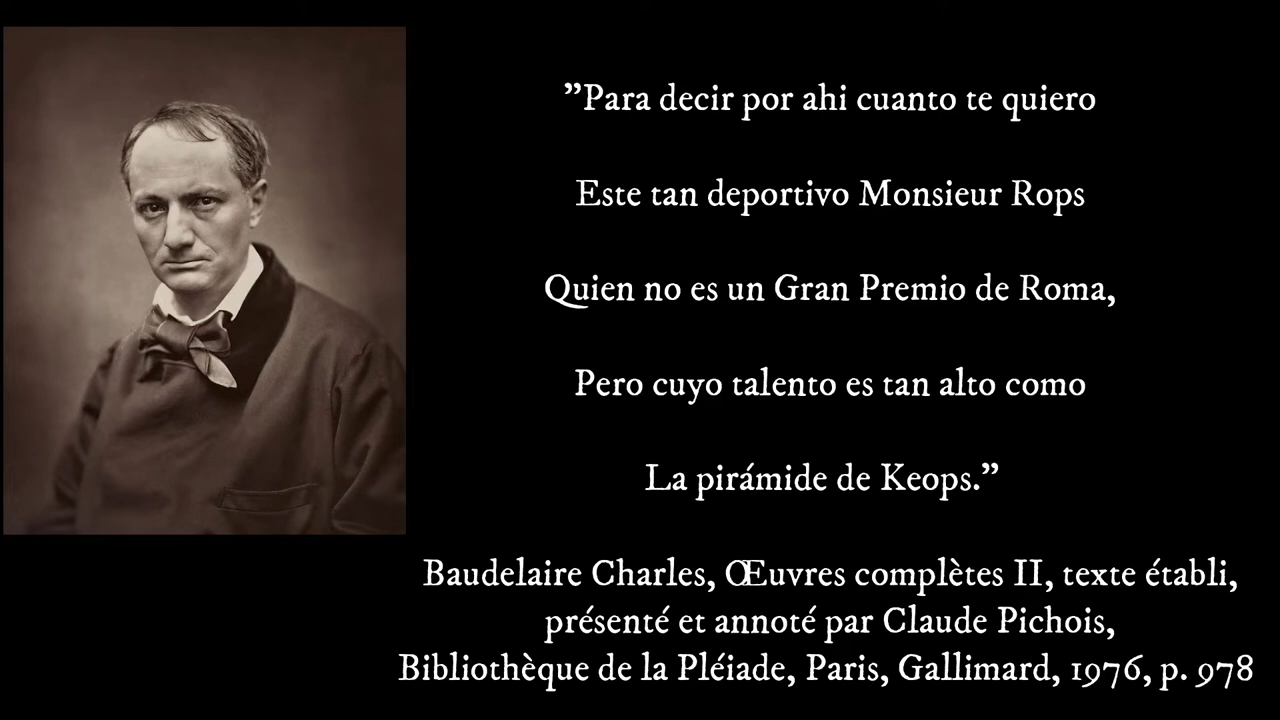 ”Para decir por ahi cuanto te quiero
Este tan deportivo Monsieur Rops
Quien no es un Gran Premio de Roma,
Pero cuyo talento es tan alto como
La pirámide de Keops.”
Baudelaire Charles, Œuvres complètes II, texte établi,
présenté et annoté par Claude Pichois,
Bibliothèque de la Pléiade, Paris, Gallimard, 1976, p. 978